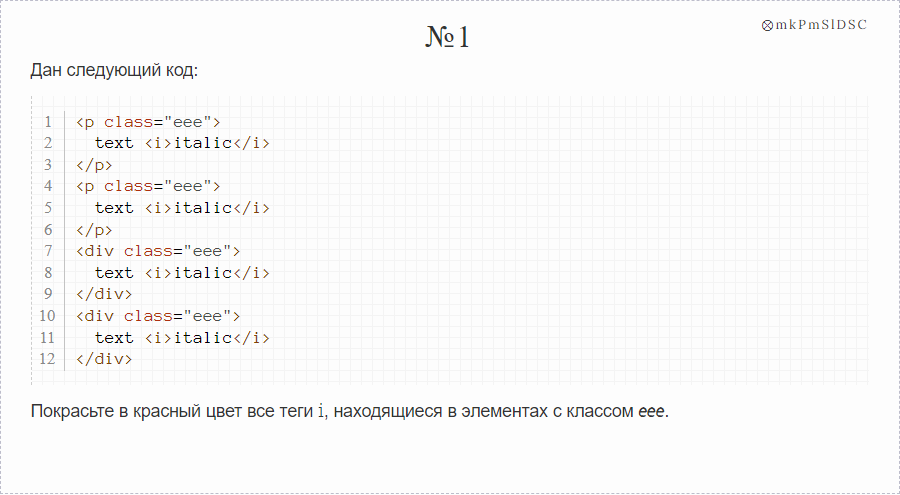 №1
⊗mkPmSlDSC
Дан следующий код:
1 <p class="eee">
2   text <i>italic</i>
3 </p>
4 <p class="eee">
5   text <i>italic</i>
6 </p>
7 <div class="eee">
8   text <i>italic</i>
9 </div>
10 <div class="eee">
11   text <i>italic</i>
12 </div>
Покрасьте в красный цвет все теги i, находящиеся в элементах с классом eee.